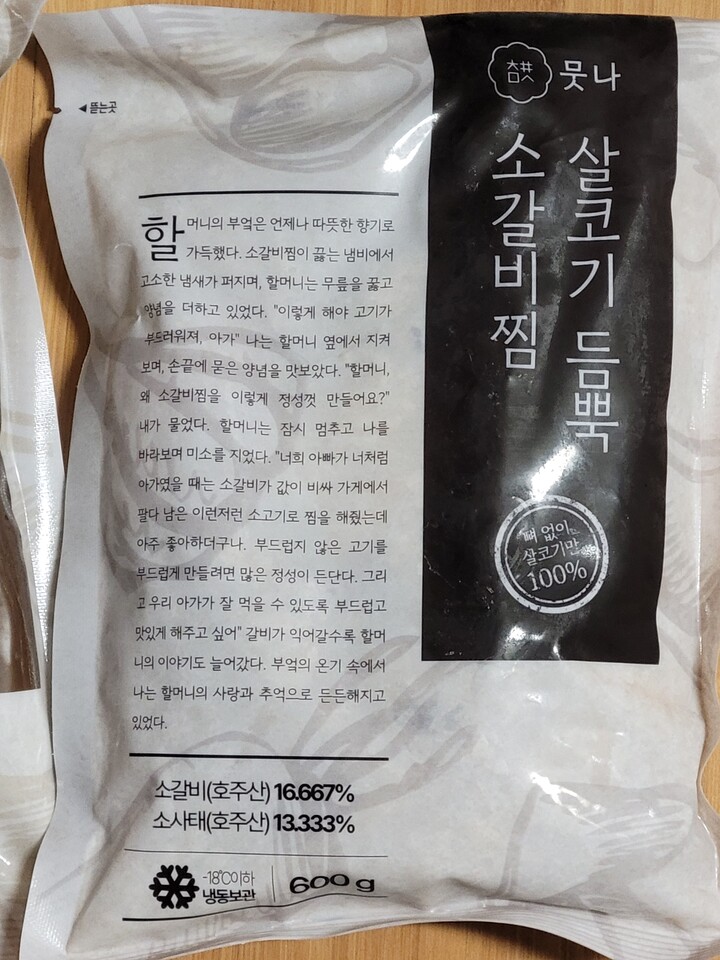 ◀ 뜯는곳
참뭇 뭇나
살코기 듬뿍
소갈비찜
할머니의 부엌은 언제나 따뜻한 향기로
가득했다. 소갈비찜이 끓는 냄비에서
고소한 냄새가 퍼지며, 할머니는 무릎을 꿇고
양념을 더하고 있었다. "이렇게 해야 고기가
부드러워져, 아가" 나는 할머니 옆에서 지켜
보며, 손끝에 묻은 양념을 맛보았다. "할머니,
왜 소갈비찜을 이렇게 정성껏 만들어요?"
내가 물었다. 할머니는 잠시 멈추고 나를
바라보며 미소를 지었다. "너희 아빠가 너처럼
아가였을 때는 소갈비가 값이 비싸 가게에서
팔다 남은 이런저런 소고기로 찜을 해줬는데
아주 좋아하더구나. 부드럽지 않은 고기를
부드럽게 만들려면 많은 정성이 든단다. 그리
고 우리 아가가 잘 먹을 수 있도록 부드럽고
맛있게 해주고 싶어" 갈비가 익어갈수록 할머
니의 이야기도 늘어갔다. 부엌의 온기 속에서
나는 할머니의 사랑과 추억으로 든든해지고
있었다.
뼈 없이
살코기만
100%
소갈비(호주산) 16.667%
소사태(호주산) 13.333%
-18℃이하
냉동보관
600 g